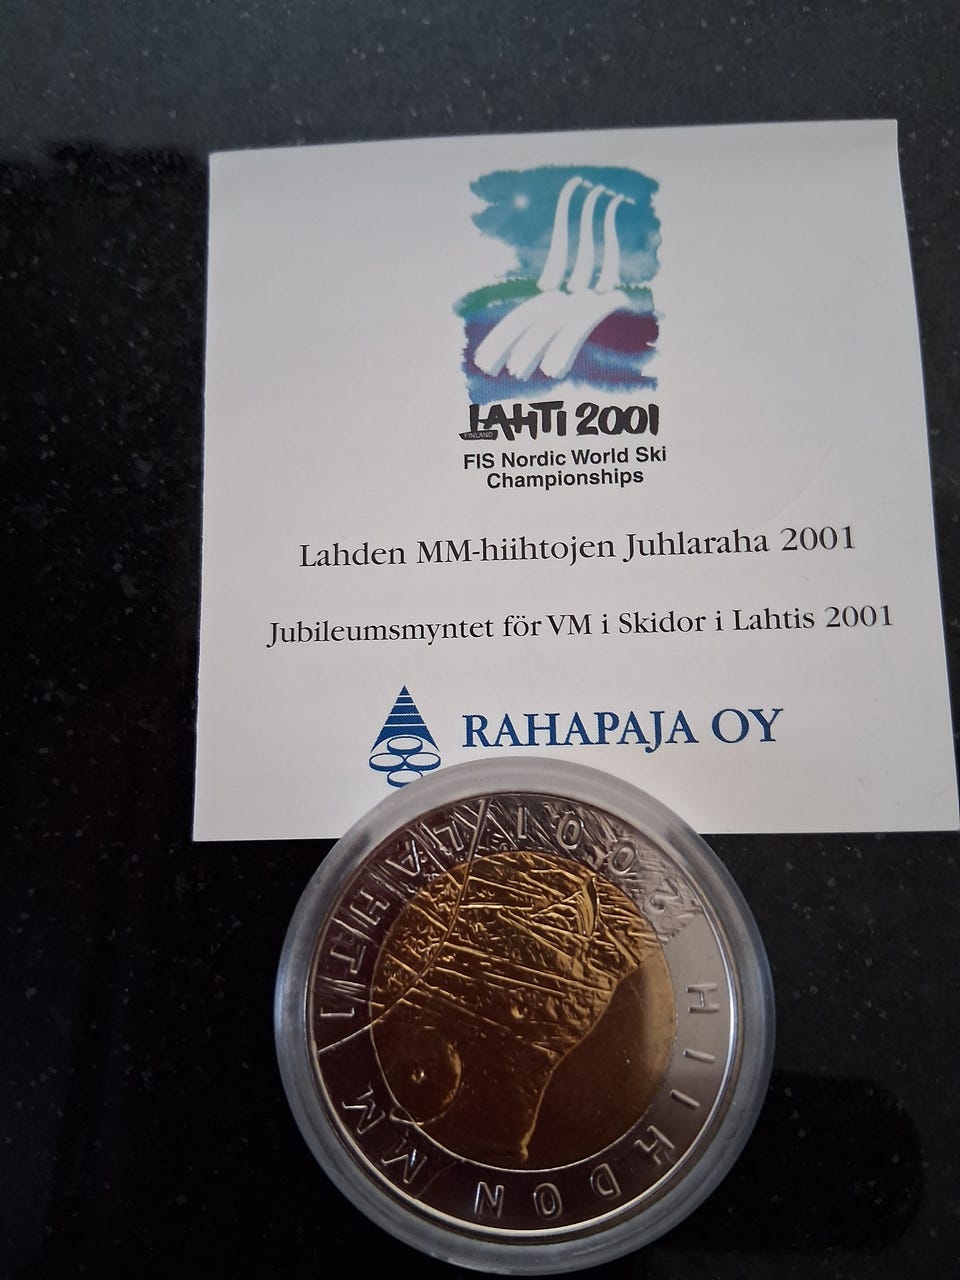 LAHTI 2001
FINLAND
FIS Nordic World Ski
Championships
Lahden MM-hiihtojen Juhlaraha 2001
Jubileumsmyntet för VM i Skidor i Lahtis 2001
RAHAPAJA OY
2001 LAHTI
HIIHDON MM